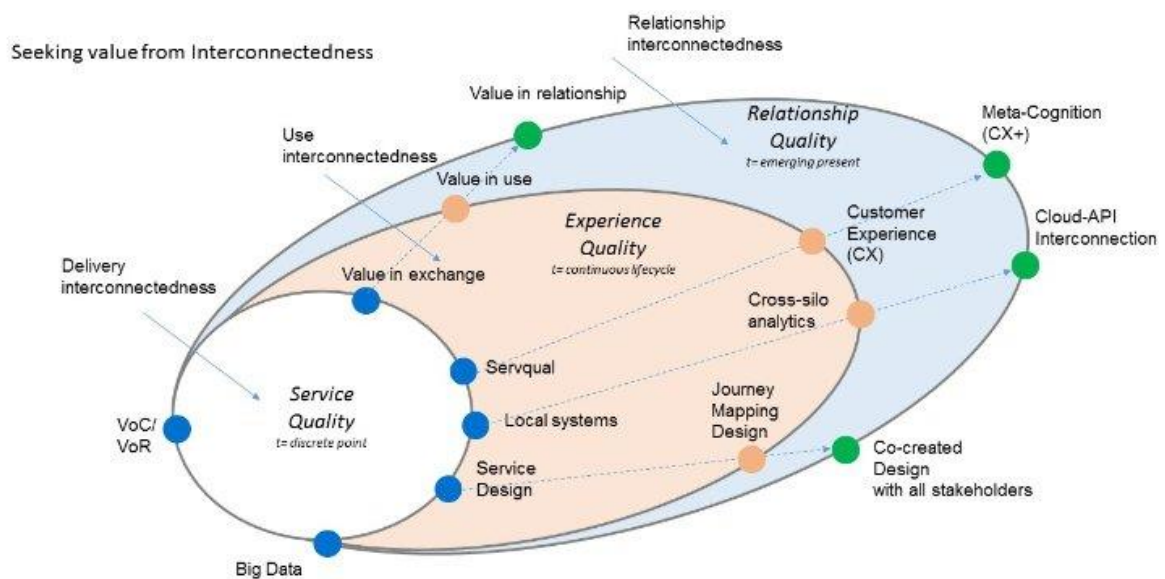 Seeking value from Interconnectedness
Relationship
interconnectedness
Value in relationship
Relationship
Quality
t= emerging present
Meta-Cognition
(CX+)
Use
interconnectedness
Value in use
Experience
Quality
t= continuous lifecycle
Customer
Experience
(CX)
Cloud-API
Interconnection
Delivery
interconnectedness
Value in exchange
Cross-silo
analytics
Servqual
Service
Quality
t= discrete point
Local systems
Journey
Mapping
Design
VoC/
VoR
Service
Design
Co-created
Design
with all stakeholders
Big Data